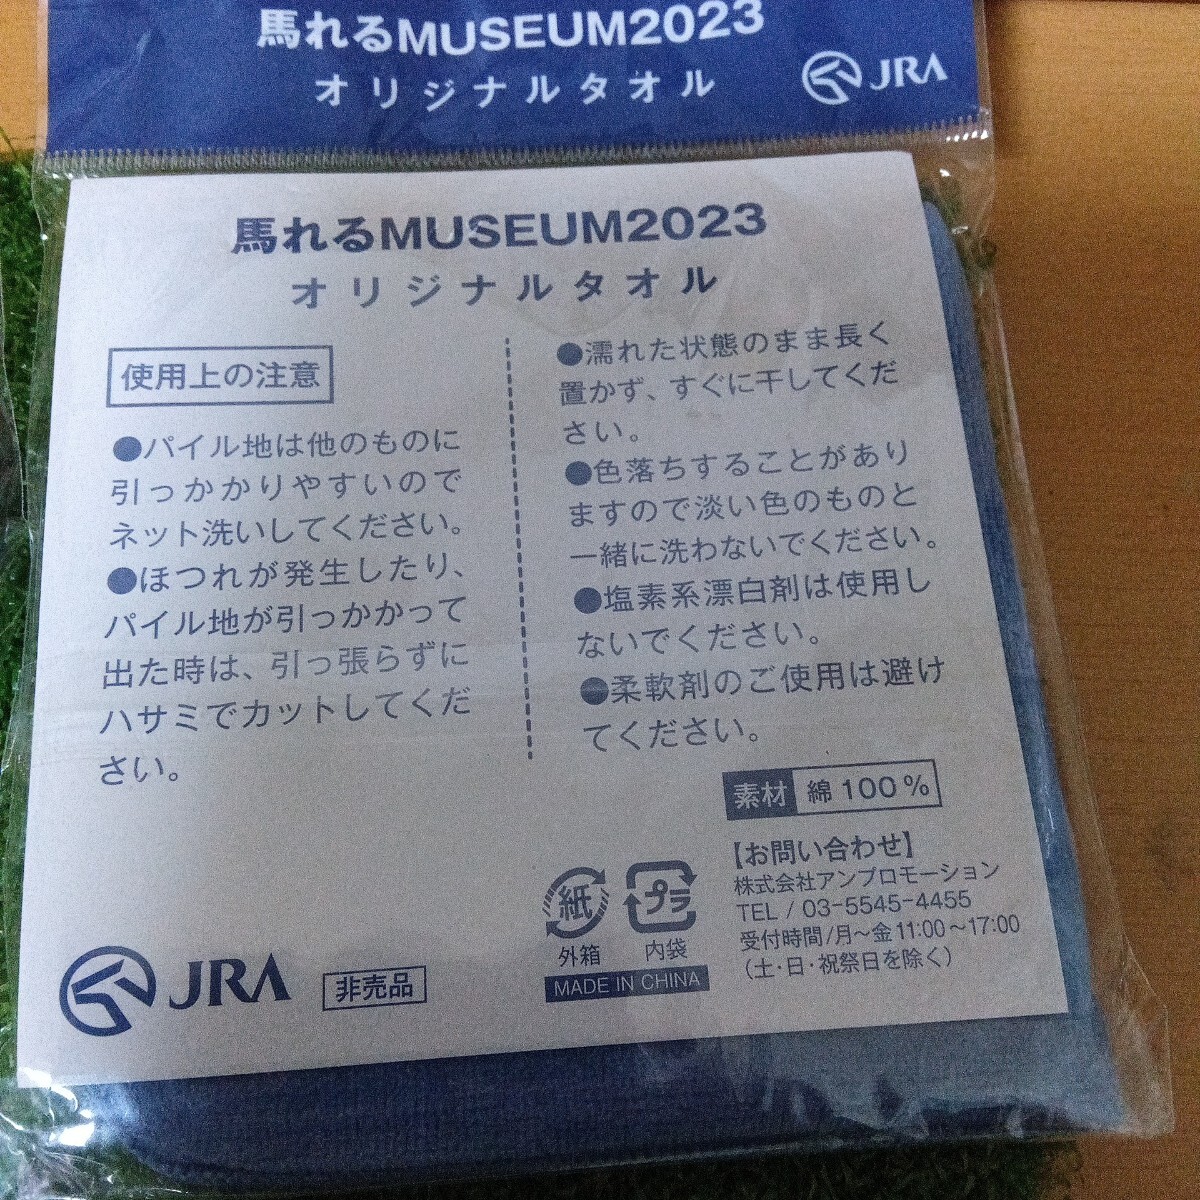 馬れるMUSEUM2023
オリジナルタオル
JRA
馬れるMUSEUM2023
オリジナルタオル
使用上の注意
●パイル地は他のものに
引っかかりやすいので
ネット洗いしてください。
●ほつれが発生したり、
パイル地が引っかかって
出た時は、引っ張らずに
ハサミでカットしてくだ
さい。
●濡れた状態のまま長く
置かず、すぐに干してくだ
さい。
●色落ちすることがあり
ますので淡い色のものと
一緒に洗わないでください。
●塩素系漂白剤は使用し
ないでください。
●柔軟剤のご使用は避け
てください。
素材 綿100%
【お問い合わせ】
株式会社アンプロモーション
TEL / 03-5545-4455
受付時間/月〜金11:00〜17:00
(土・日・祝祭日を除く)
紙 プラ
外箱 内袋
MADE IN CHINA
JRA 非売品